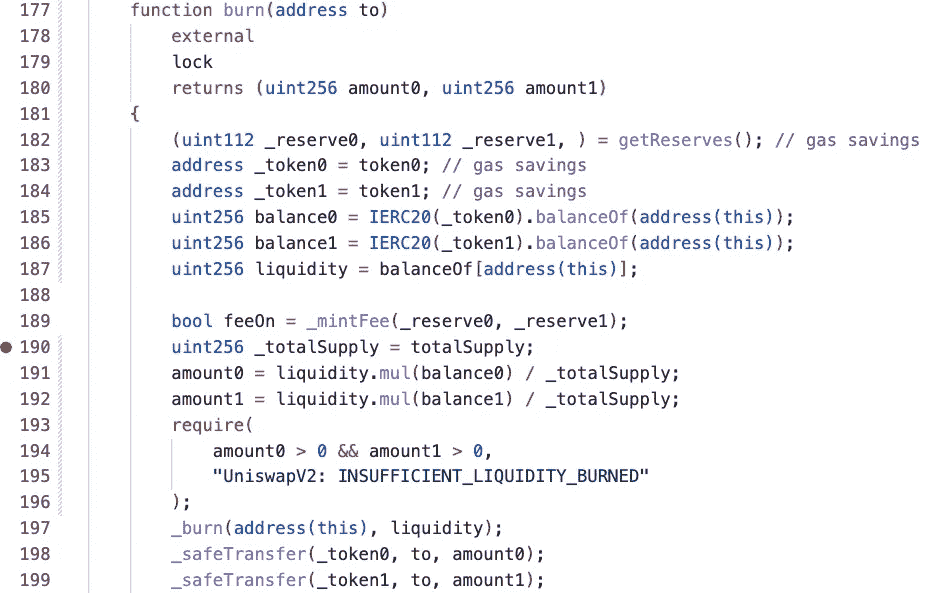 177 function burn(address to)
178 external
179 lock
180 returns (uint256 amount0, uint256 amount1)
181 {
182 (uint112 _reserve0, uint112 _reserve1, ) = getReserves(); // gas savings
183 address _token0 = token0; // gas savings
184 address _token1 = token1; // gas savings
185 uint256 balance0 = IERC20(_token0).balanceOf(address(this));
186 uint256 balance1 = IERC20(_token1).balanceOf(address(this));
187 uint256 liquidity = balanceOf[address(this)];
188
189 bool feeOn = _mintFee(_reserve0, _reserve1);
190 uint256 _totalSupply = totalSupply;
191 amount0 = liquidity.mul(balance0) / _totalSupply;
192 amount1 = liquidity.mul(balance1) / _totalSupply;
193 require(
194 amount0 > 0 && amount1 > 0,
195 "UniswapV2: INSUFFICIENT_LIQUIDITY_BURNED"
196 );
197 _burn(address(this), liquidity);
198 _safeTransfer(_token0, to, amount0);
199 _safeTransfer(_token1, to, amount1);